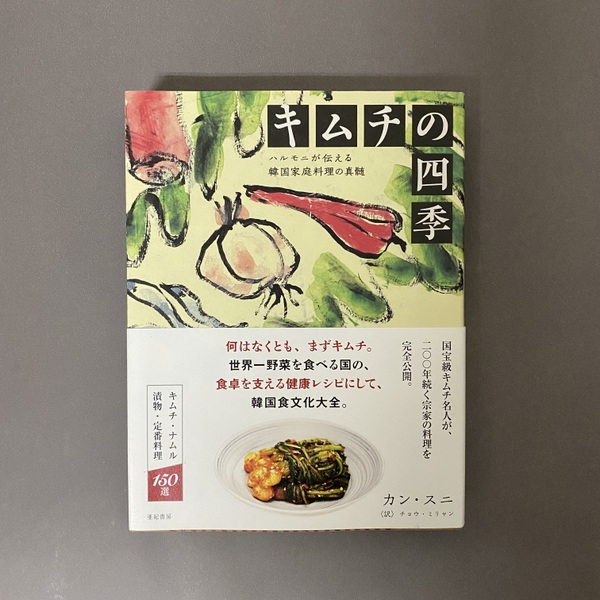 キムチの四季
ハルモニが伝える
韓国家庭料理の真髄
何はなくとも、まずキムチ。
世界一野菜を食べる国の、
食卓を支える健康レシピにして、
韓国食文化大全。
国宝級キムチ名人が、
二〇〇年続く宗家の料理を
完全公開。
キムチ・ナムル
漬物・定番料理
150
選
カン・スニ
〈訳〉チョウ・ミリャン
亜紀書房